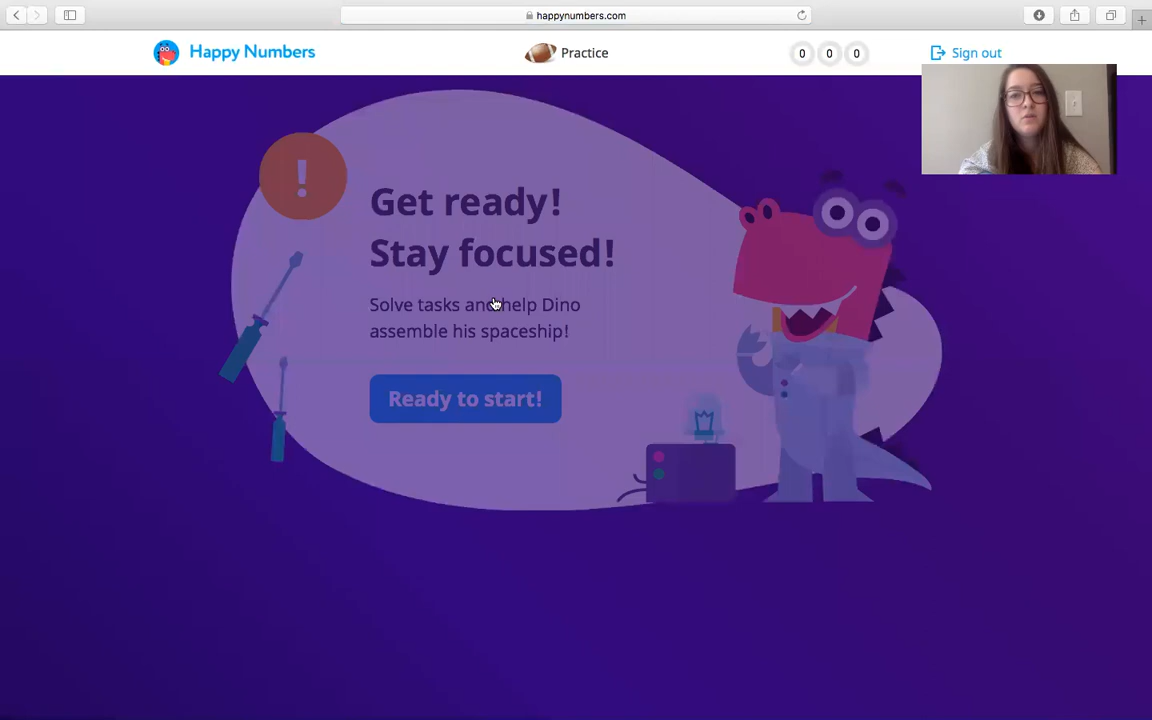 happynumbers.com
Happy Numbers
Practice
0 0 0
Sign out
!
Get ready!
Stay focused!
Solve tasks and help Dino
assemble his spaceship!
Ready to start!